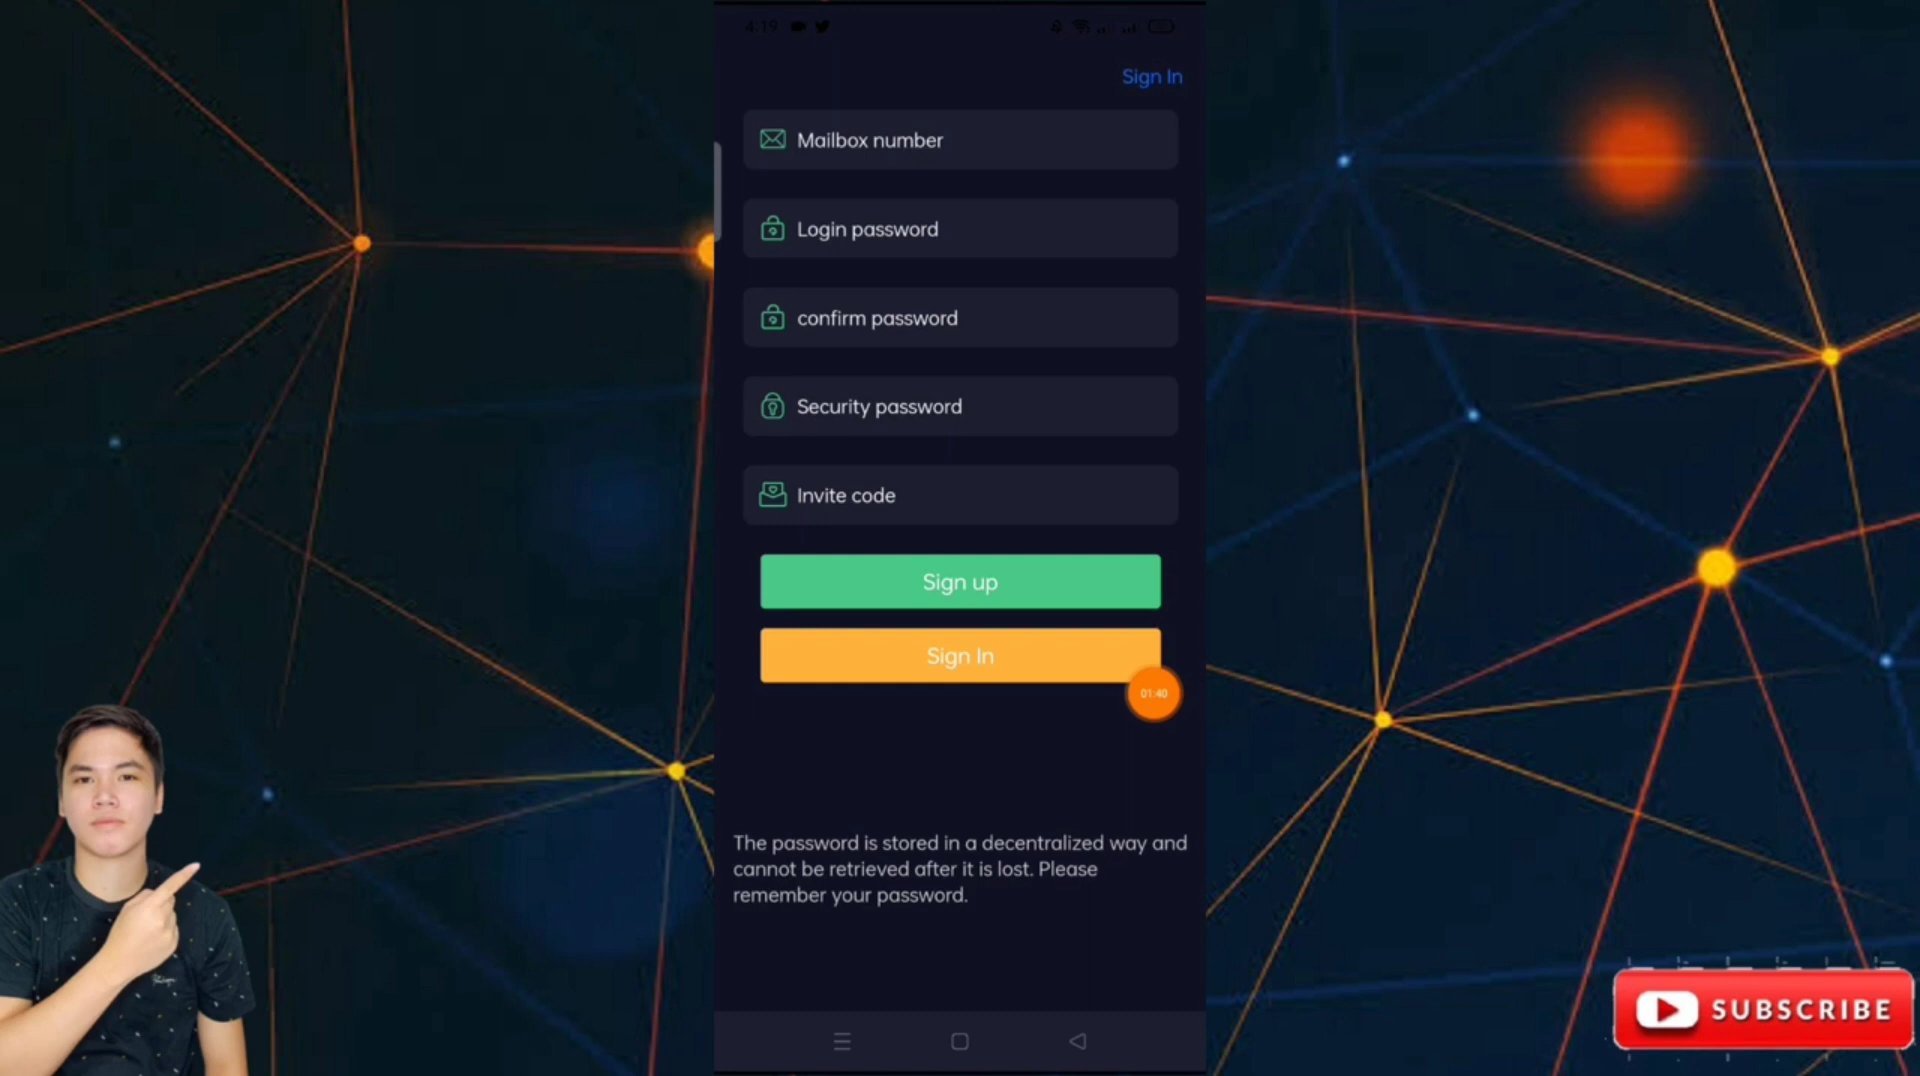 4:19
Sign In
Mailbox number
Login password
confirm password
Security password
Invite code
Sign up
Sign In
01:40
The password is stored in a decentralized way and
cannot be retrieved after it is lost. Please
remember your password.
SUBSCRIBE